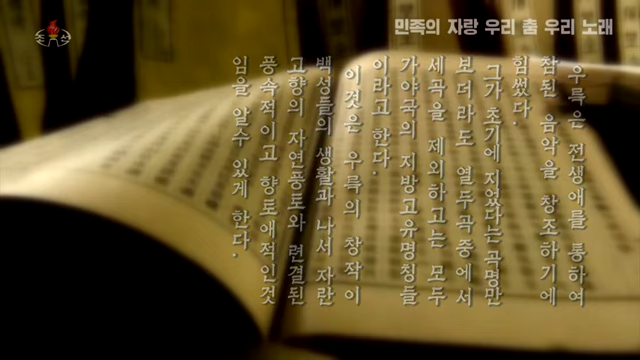 조선
민족의 자랑 우리 춤 우리 노래
우륵은 전생애를 통하여
참된 음악을 창조하기에
힘썼다.
그가 초기에 지었다는 곡명만
보더라도 열두곡중에서
세곡을 제외하고는 모두
가야국의 지방고유명칭들
이라고 한다.
이것은 우륵의 창작이
백성들의 생활과 나서 자란
고향의 자연풍토와 련결된
풍속적이고 향토애적인것
임을 알수 있게 한다.